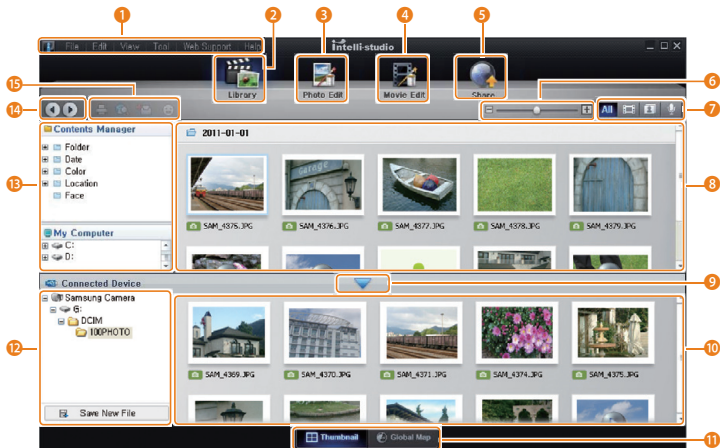 1 2 3 4 5
File Edit View Tool Web Support Help
intelli-studio
Library Photo Edit Movie Edit Share
15 6
14 7
All
Contents Manager
Folder
Date
Color
Location
Face
13
2011-01-01
8
SAM_4375.JPG SAM_4376.JPG SAM_4377.JPG SAM_4378.JPG SAM_4379.JPG
My Computer
C:
D:
Connected Device
9
Samsung Camera
G:
DCIM
100PHOTO
12
SAM_4369.JPG SAM_4370.JPG SAM_4371.JPG SAM_4374.JPG SAM_4375.JPG
10
Save New File
Thumbnail Global Map
11